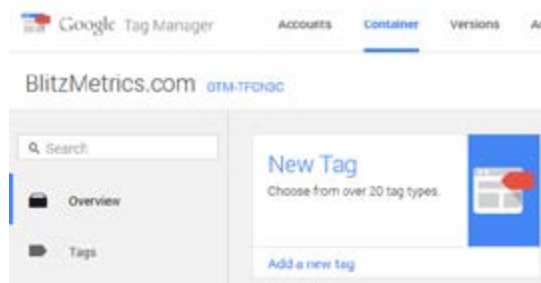 Google Tag Manager
Accounts Container Versions
BlitzMetrics.com
Search
New Tag
Choose from over 20 tag types.
Overview
Tags
Add a new tag